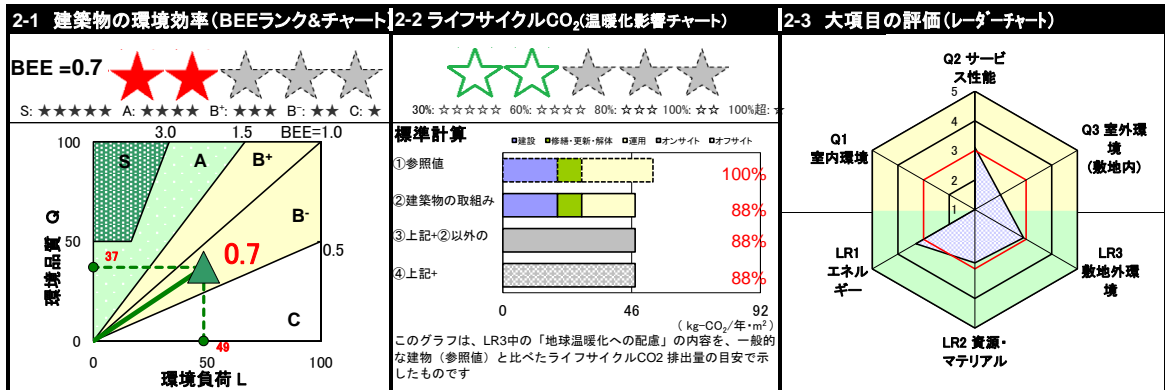 2-1 建築物の環境効率(BEEランク&チャート)
BEE =0.7
S: ★★★★★ A: ★★★★ B⁺: ★★★ B⁻: ★★ C: ★
3.0 1.5 BEE=1.0
100
S
A
B⁺
B⁻
0.5
50
37
0.7
C
環境品質 Q
0
49
0 50 100
環境負荷 L
2-2 ライフサイクルCO₂(温暖化影響チャート)
30%: ☆☆☆☆☆ 60%: ☆☆☆☆ 80%: ☆☆☆ 100%: ☆☆ 100%超: ☆
標準計算
■建設 ■修繕・更新・解体 □運用 ■オンサイト ■オフサイト
①参照値 100%
②建築物の取組み 88%
③上記+②以外の 88%
④上記+ 88%
0 46 92
( kg-CO₂/年・m²)
このグラフは、LR3中の「地球温暖化への配慮」の内容を、一般的
な建物(参照値)と比べたライフサイクルCO2 排出量の目安で示
したものです
2-3 大項目の評価(レーダーチャート)
Q2 サービ
ス性能
5
4
3
2
1
Q1
室内環境
Q3 室外環
境
(敷地内)
LR1
エネル
ギー
LR3
敷地外環
境
LR2 資源・
マテリアル